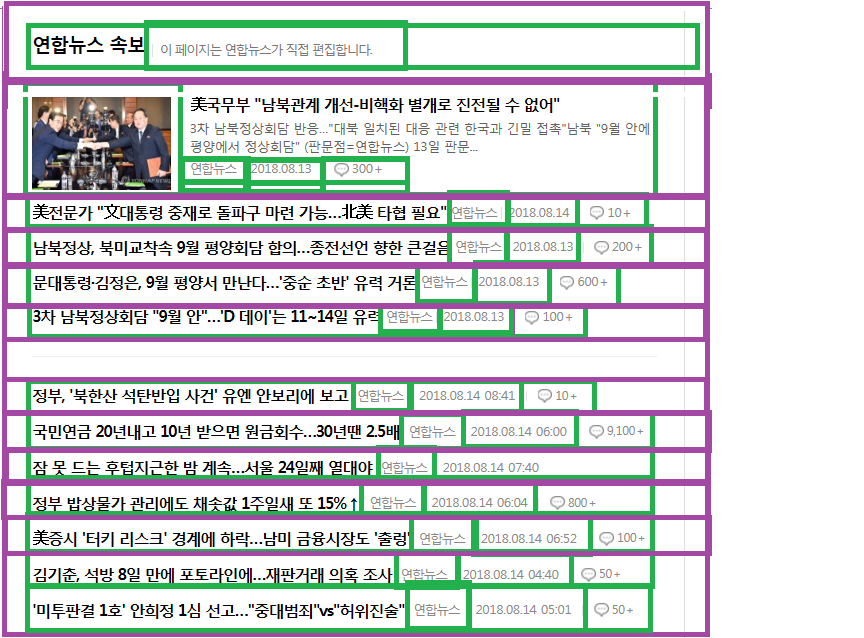 연합뉴스 속보 이 페이지는 연합뉴스가 직접 편집합니다.
美국무부 "남북관계 개선-비핵화 별개로 진전될 수 없어"
3차 남북정상회담 반응..."대북 일치된 대응 관련 한국과 긴밀 접촉"남북 "9월 안에
평양에서 정상회담" (판문점=연합뉴스) 13일 판문...
연합뉴스 2018.08.13 300+
美전문가 "文대통령 중재로 돌파구 마련 가능...北美 타협 필요" 연합뉴스 2018.08.14 10+
남북정상, 북미교착속 9월 평양회담 합의...종전선언 향한 큰걸음 연합뉴스 2018.08.13 200+
문대통령·김정은, 9월 평양서 만난다...'중순 초반' 유력 거론 연합뉴스 2018.08.13 600+
3차 남북정상회담 "9월 안"...'D 데이'는 11~14일 유력 연합뉴스 2018.08.13 100+
정부, '북한산 석탄반입 사건' 유엔 안보리에 보고 연합뉴스 2018.08.14 08:41 10+
국민연금 20년내고 10년 받으면 원금회수...30년땐 2.5배 연합뉴스 2018.08.14 06:00 9,100+
잠 못 드는 후텁지근한 밤 계속...서울 24일째 열대야 연합뉴스 2018.08.14 07:40
정부 밥상물가 관리에도 채솟값 1주일새 또 15%↑ 연합뉴스 2018.08.14 06:04 800+
美증시 '터키 리스크' 경계에 하락...남미 금융시장도 '출렁' 연합뉴스 2018.08.14 06:52 100+
김기춘, 석방 8일 만에 포토라인에...재판거래 의혹 조사 연합뉴스 2018.08.14 04:40 50+
'미투판결 1호' 안희정 1심 선고..."중대범죄"vs"허위진술" 연합뉴스 2018.08.14 05:01 50+